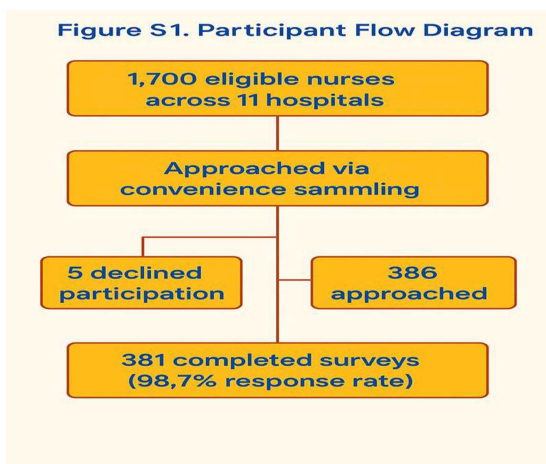 Figure S1. Participant Flow Diagram
1,700 eligible nurses
across 11 hospitals
Approached via
convenience sammling
5 declined
participation
386
approached
381 completed surveys
(98,7% response rate)